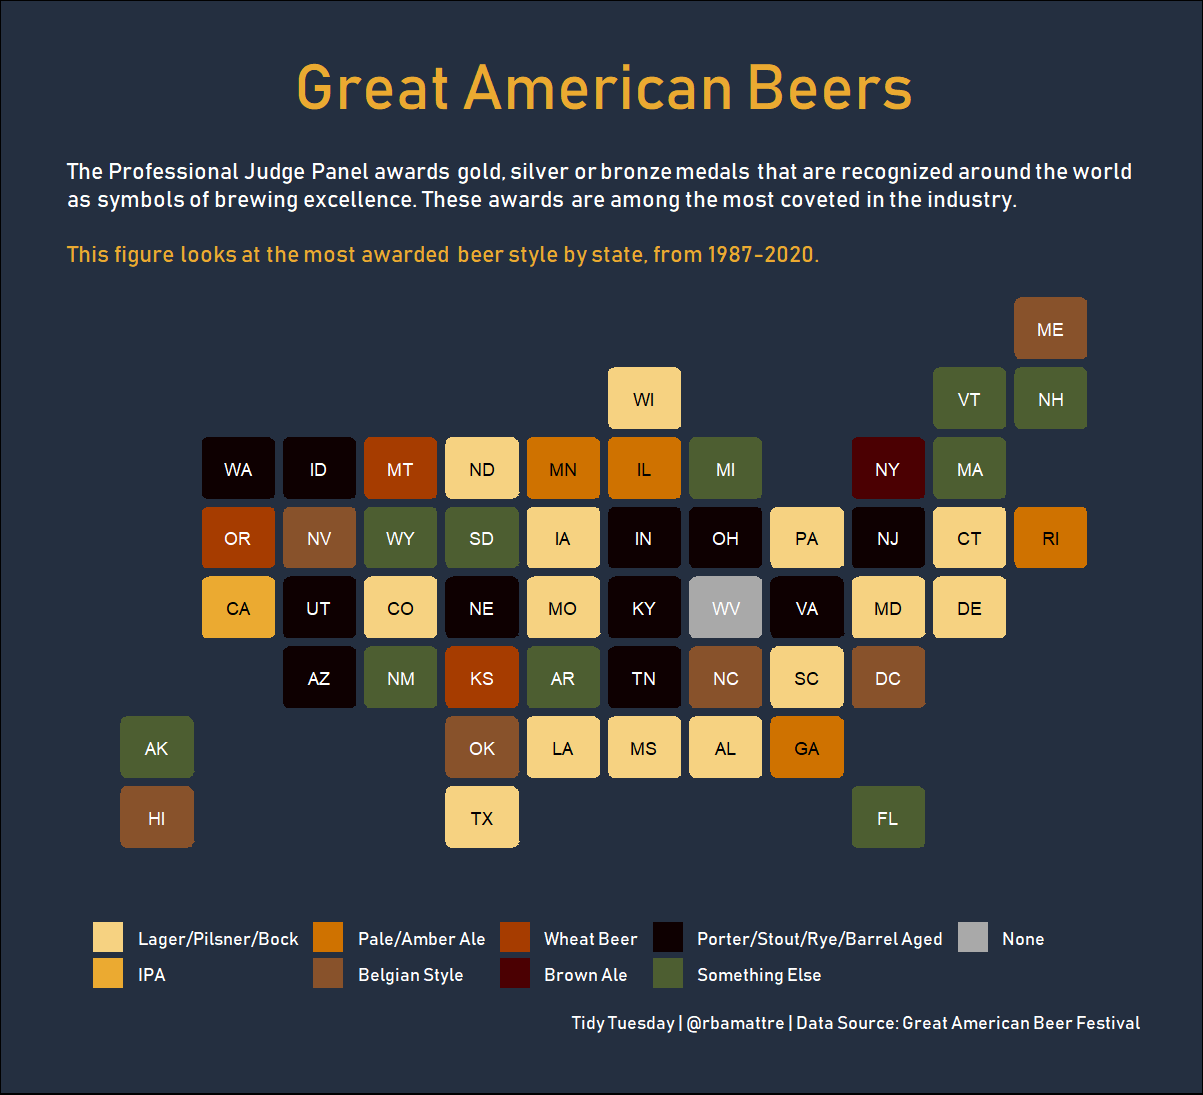 Great American Beers
The Professional Judge Panel awards gold, silver or bronze medals that are recognized around the world
as symbols of brewing excellence. These awards are among the most coveted in the industry.
This figure looks at the most awarded beer style by state, from 1987-2020.
ME
WI VT NH
WA ID MT ND MN IL MI NY MA
OR NV WY SD IA IN OH PA NJ CT RI
CA UT CO NE MO KY WV VA MD DE
AZ NM KS AR TN NC SC DC
AK OK LA MS AL GA
HI TX FL
Lager/Pilsner/Bock Pale/Amber Ale Wheat Beer Porter/Stout/Rye/Barrel Aged None
IPA Belgian Style Brown Ale Something Else
Tidy Tuesday | @rbamattre | Data Source: Great American Beer Festival